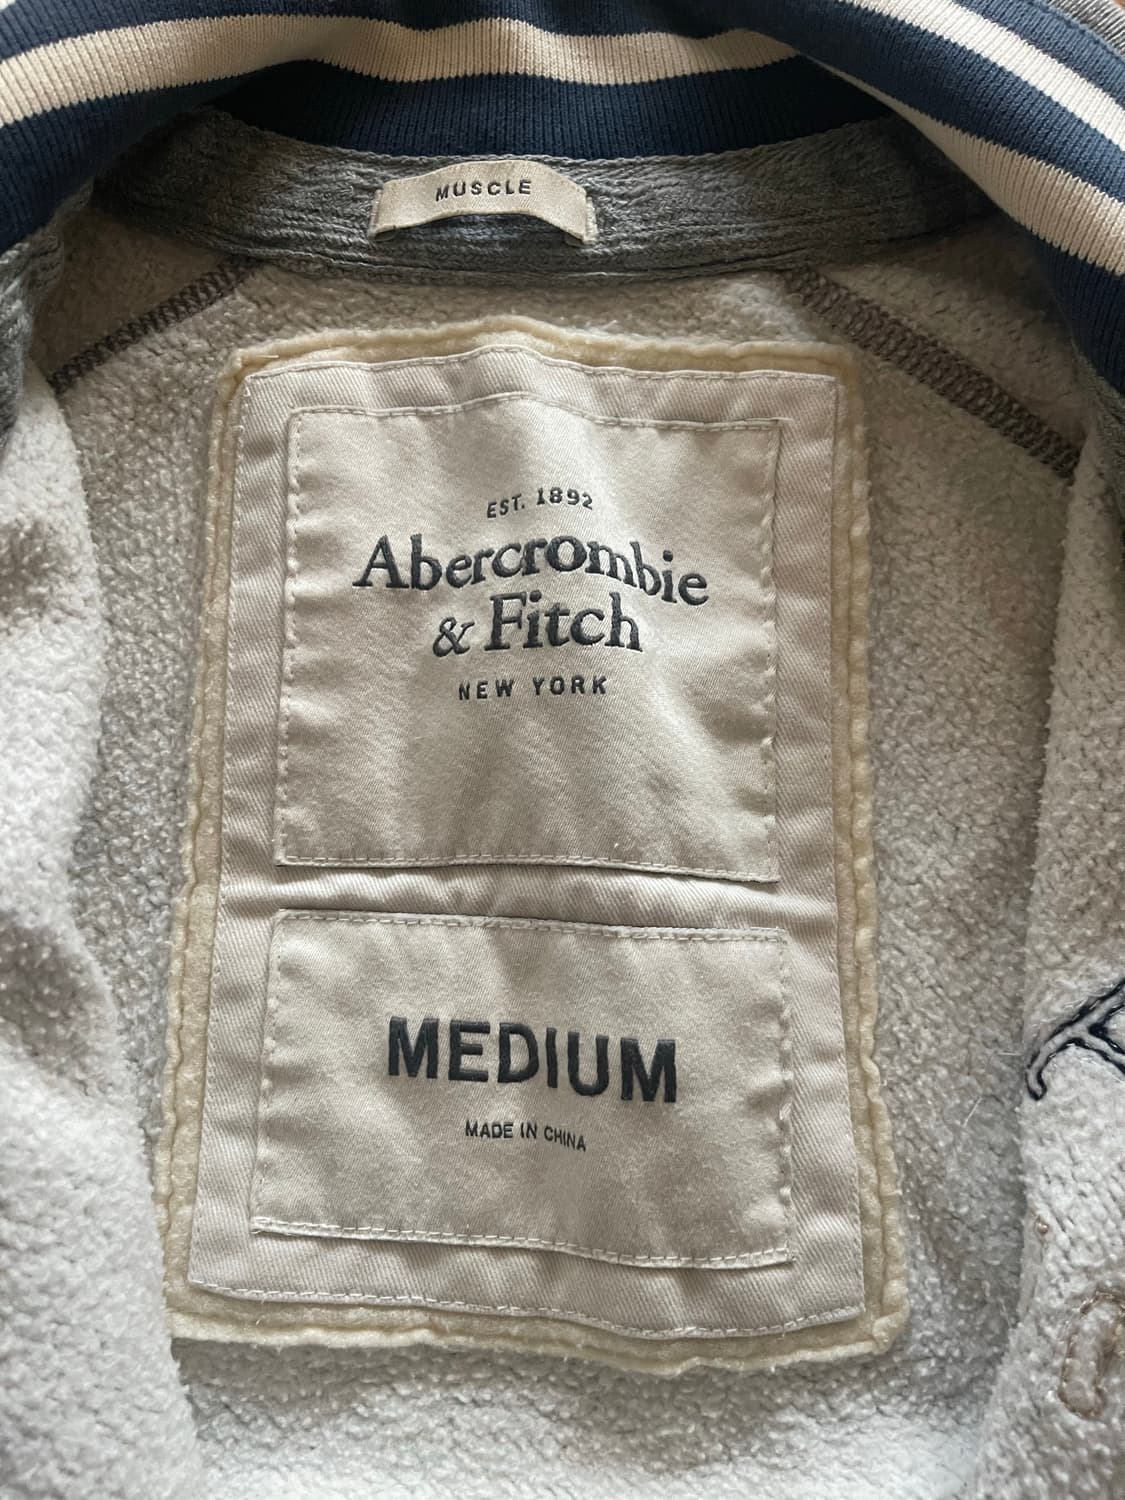 MUSCLE
EST. 1892
Abercrombie
& Fitch
NEW YORK
MEDIUM
MADE IN CHINA